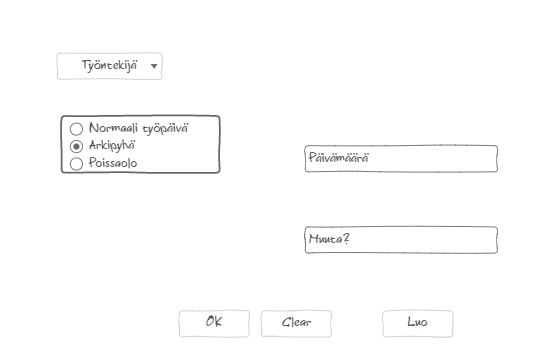 Työntekijä
Normaali työpäivä
Arkipyhä
Poissaolo
Päivämäärä
Muuta?
OK
Clear
Luo